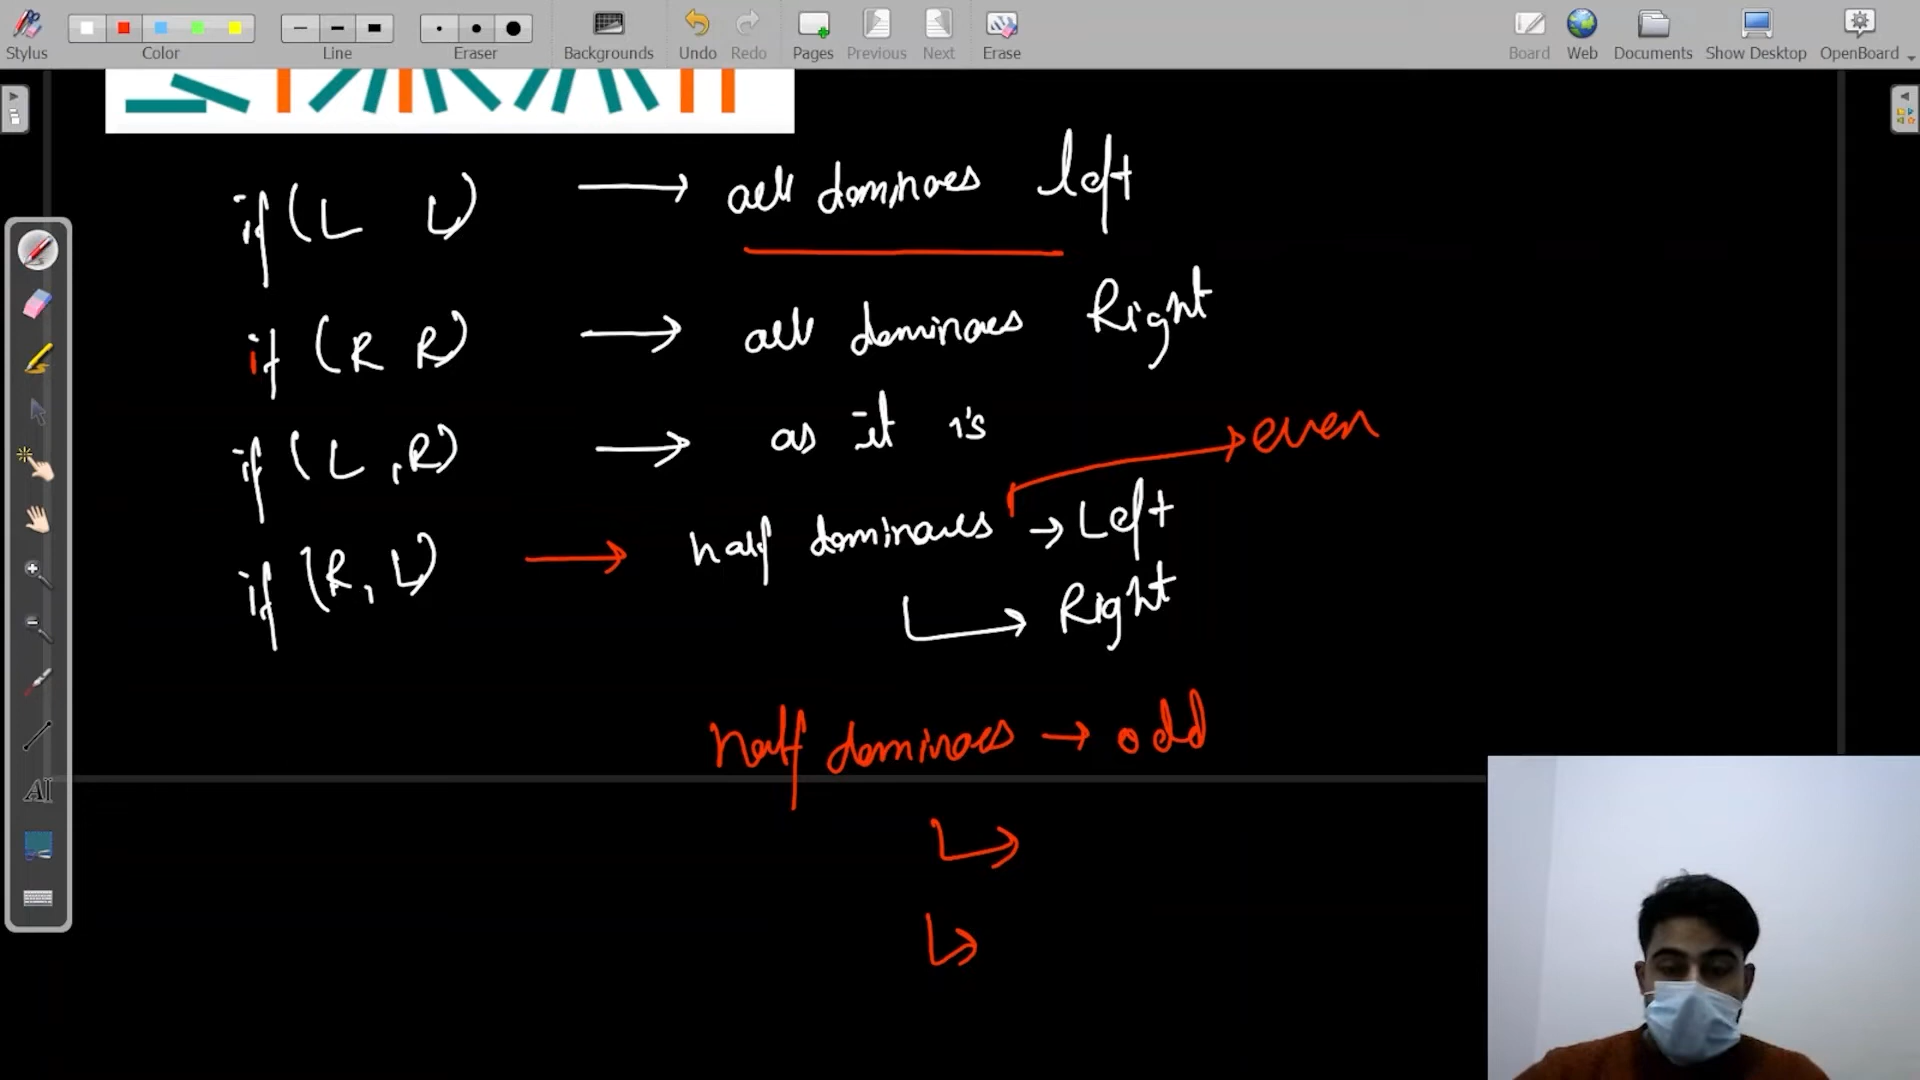 Stylus
Color
Line
Eraser
Backgrounds
Undo
Redo
Pages
Previous
Next
Erase
Board
Web
Documents
Show Desktop
OpenBoard
if (L L) → all dominoes left
if (R R) → all dominoes Right
if (L ,R) → as it is
even
if (R, L) → half dominoes → Left
→ Right
half dominoes → odd
AI